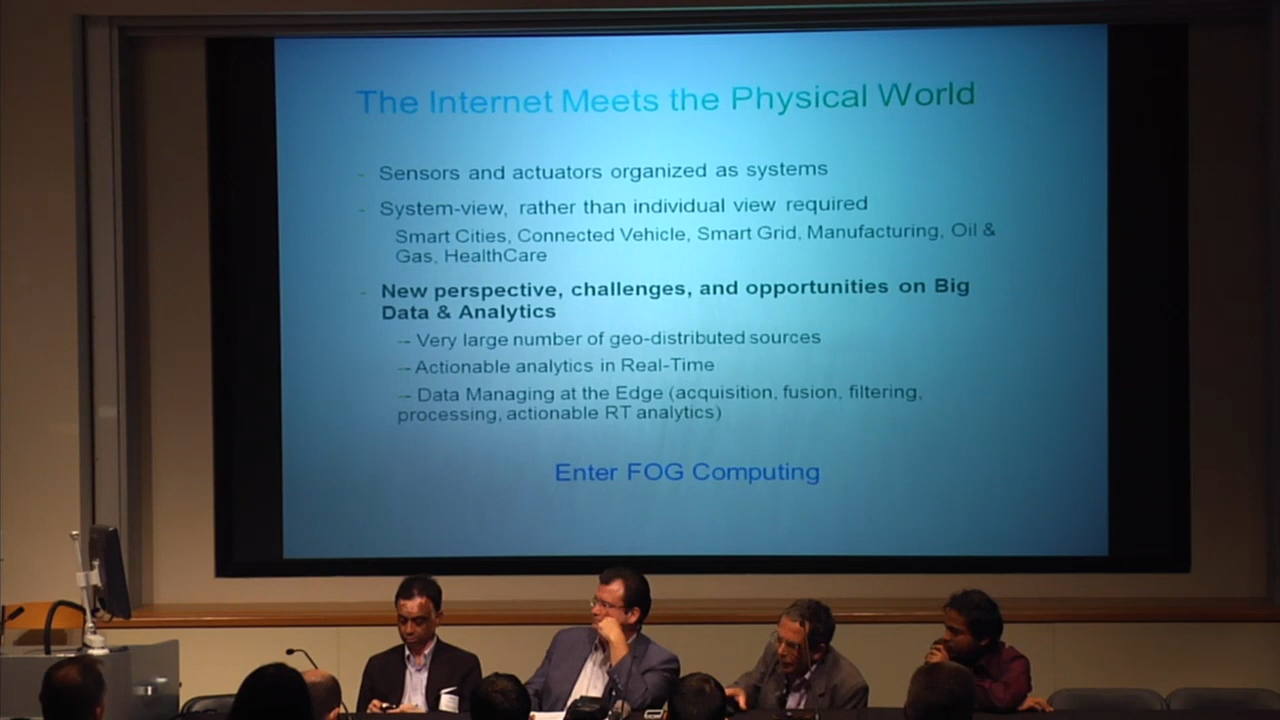 The Internet Meets the Physical World
- Sensors and actuators organized as systems
- System-view, rather than individual view required
Smart Cities, Connected Vehicle, Smart Grid, Manufacturing, Oil &
Gas, HealthCare
- New perspective, challenges, and opportunities on Big
Data & Analytics
-- Very large number of geo-distributed sources
-- Actionable analytics in Real-Time
-- Data Managing at the Edge (acquisition, fusion, filtering,
processing, actionable RT analytics)
Enter FOG Computing